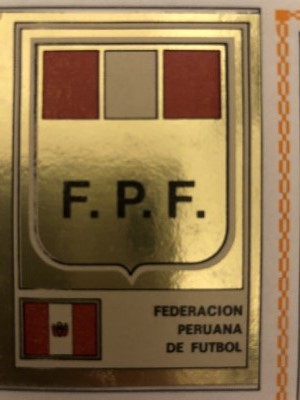 F. P. F.
FEDERACION
PERUANA
DE FUTBOL